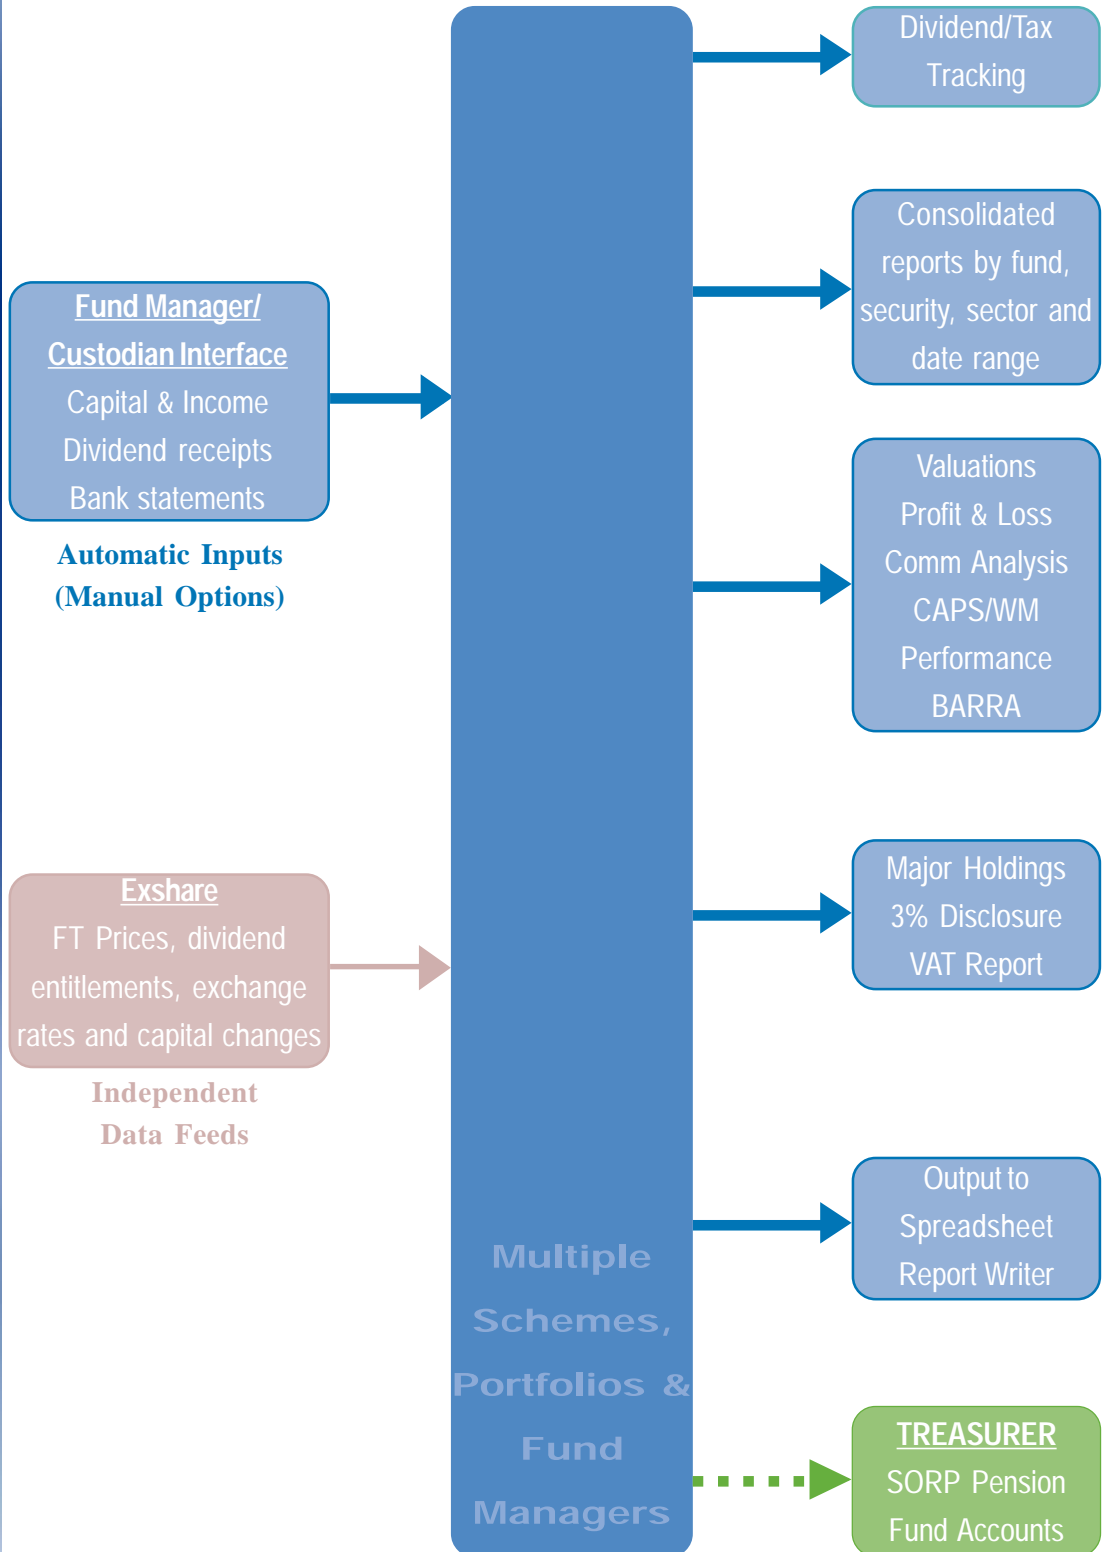 Fund Manager/
Custodian Interface
Capital & Income
Dividend receipts
Bank statements
Automatic Inputs
(Manual Options)
Exshare
FT Prices, dividend
entitlements, exchange
rates and capital changes
Independent
Data Feeds
Multiple
Schemes,
Portfolios &
Fund
Managers
Dividend/Tax
Tracking
Consolidated
reports by fund,
security, sector and
date range
Valuations
Profit & Loss
Comm Analysis
CAPS/WM
Performance
BARRA
Major Holdings
3% Disclosure
VAT Report
Output to
Spreadsheet
Report Writer
TREASURER
SORP Pension
Fund Accounts